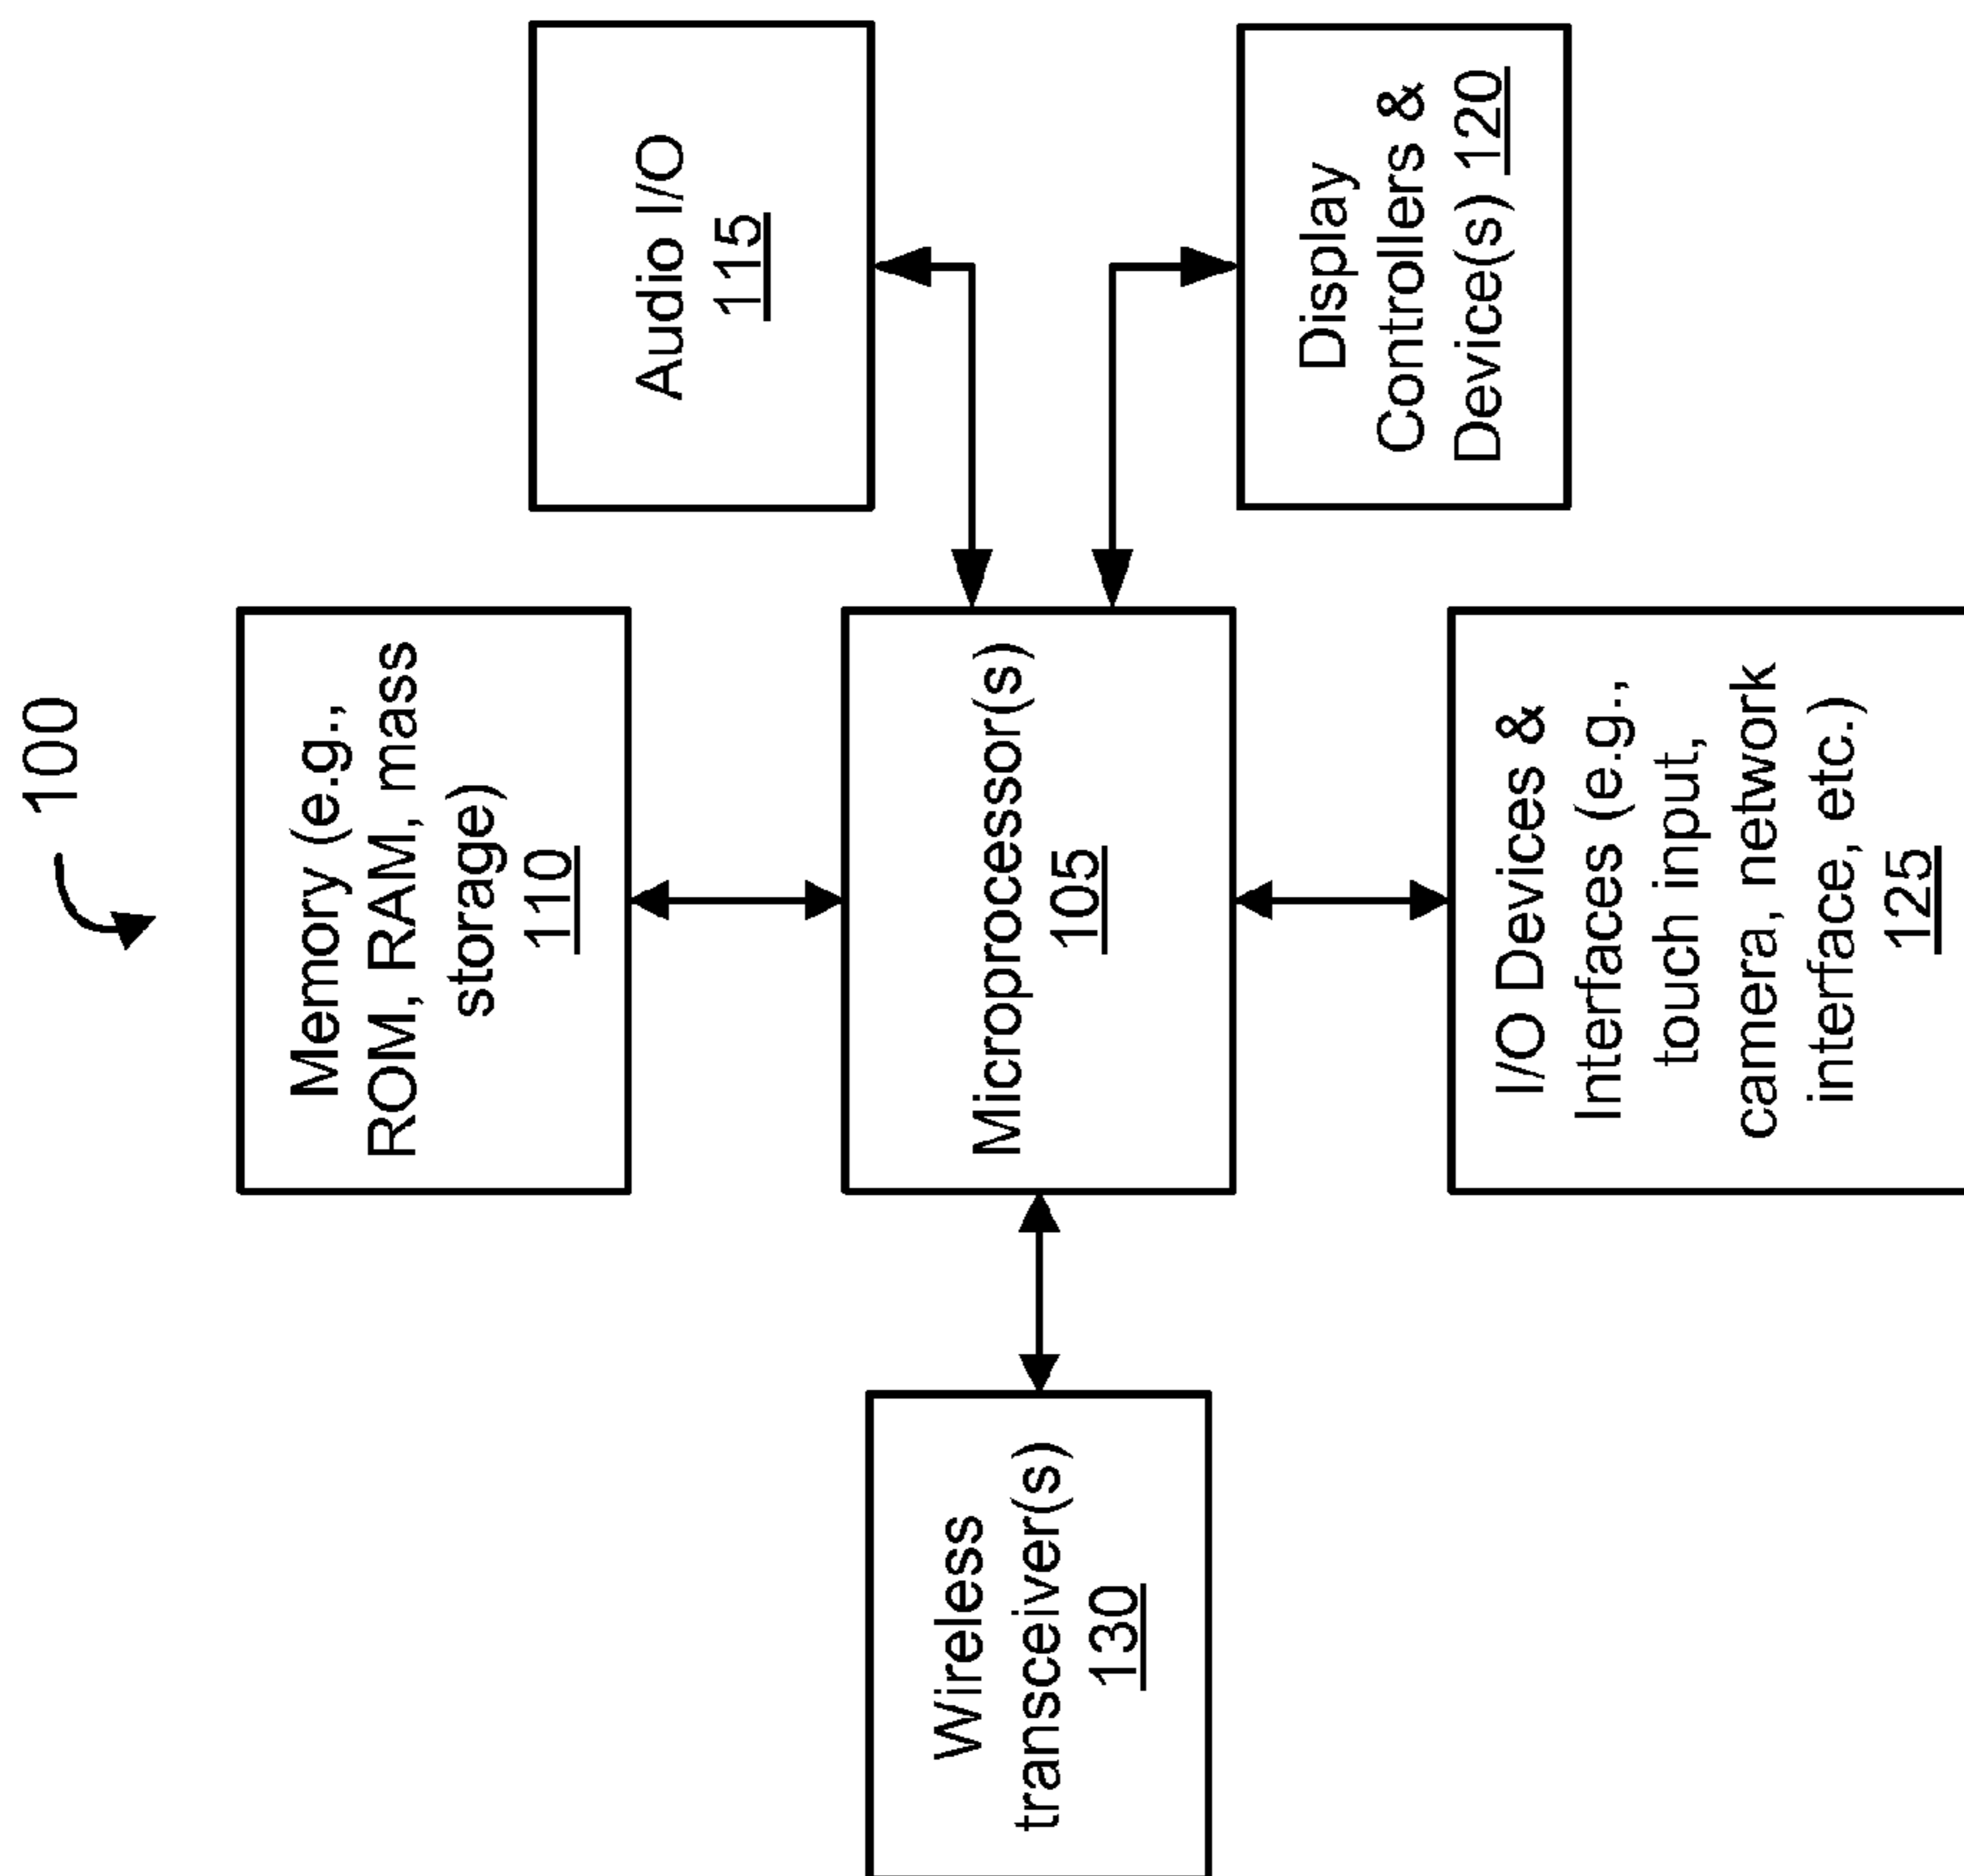 100
Memory (e.g.,
ROM, RAM, mass
storage)
110
Audio I/O
115
Microprocessor(s)
105
Wireless
transceiver(s)
130
Display
Controllers &
Device(s) 120
I/O Devices &
Interfaces (e.g.,
touch input,
camera, network
interface, etc.)
125